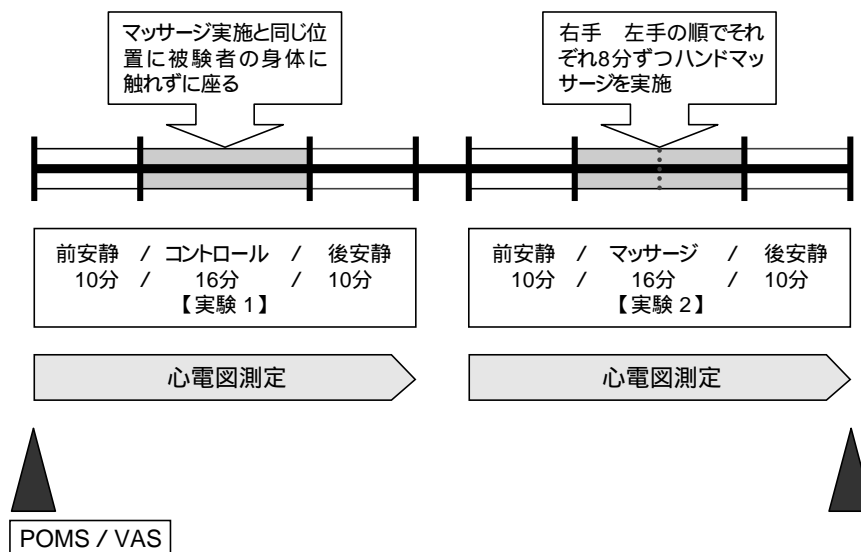 マッサージ実施と同じ位
置に被験者の身体に
触れずに座る
右手　左手の順でそれ
ぞれ8分ずつハンドマッ
サージを実施
前安静 / コントロール / 後安静
10分 / 16分 / 10分
【実験 1】
前安静 / マッサージ / 後安静
10分 / 16分 / 10分
【実験 2】
心電図測定
心電図測定
POMS / VAS